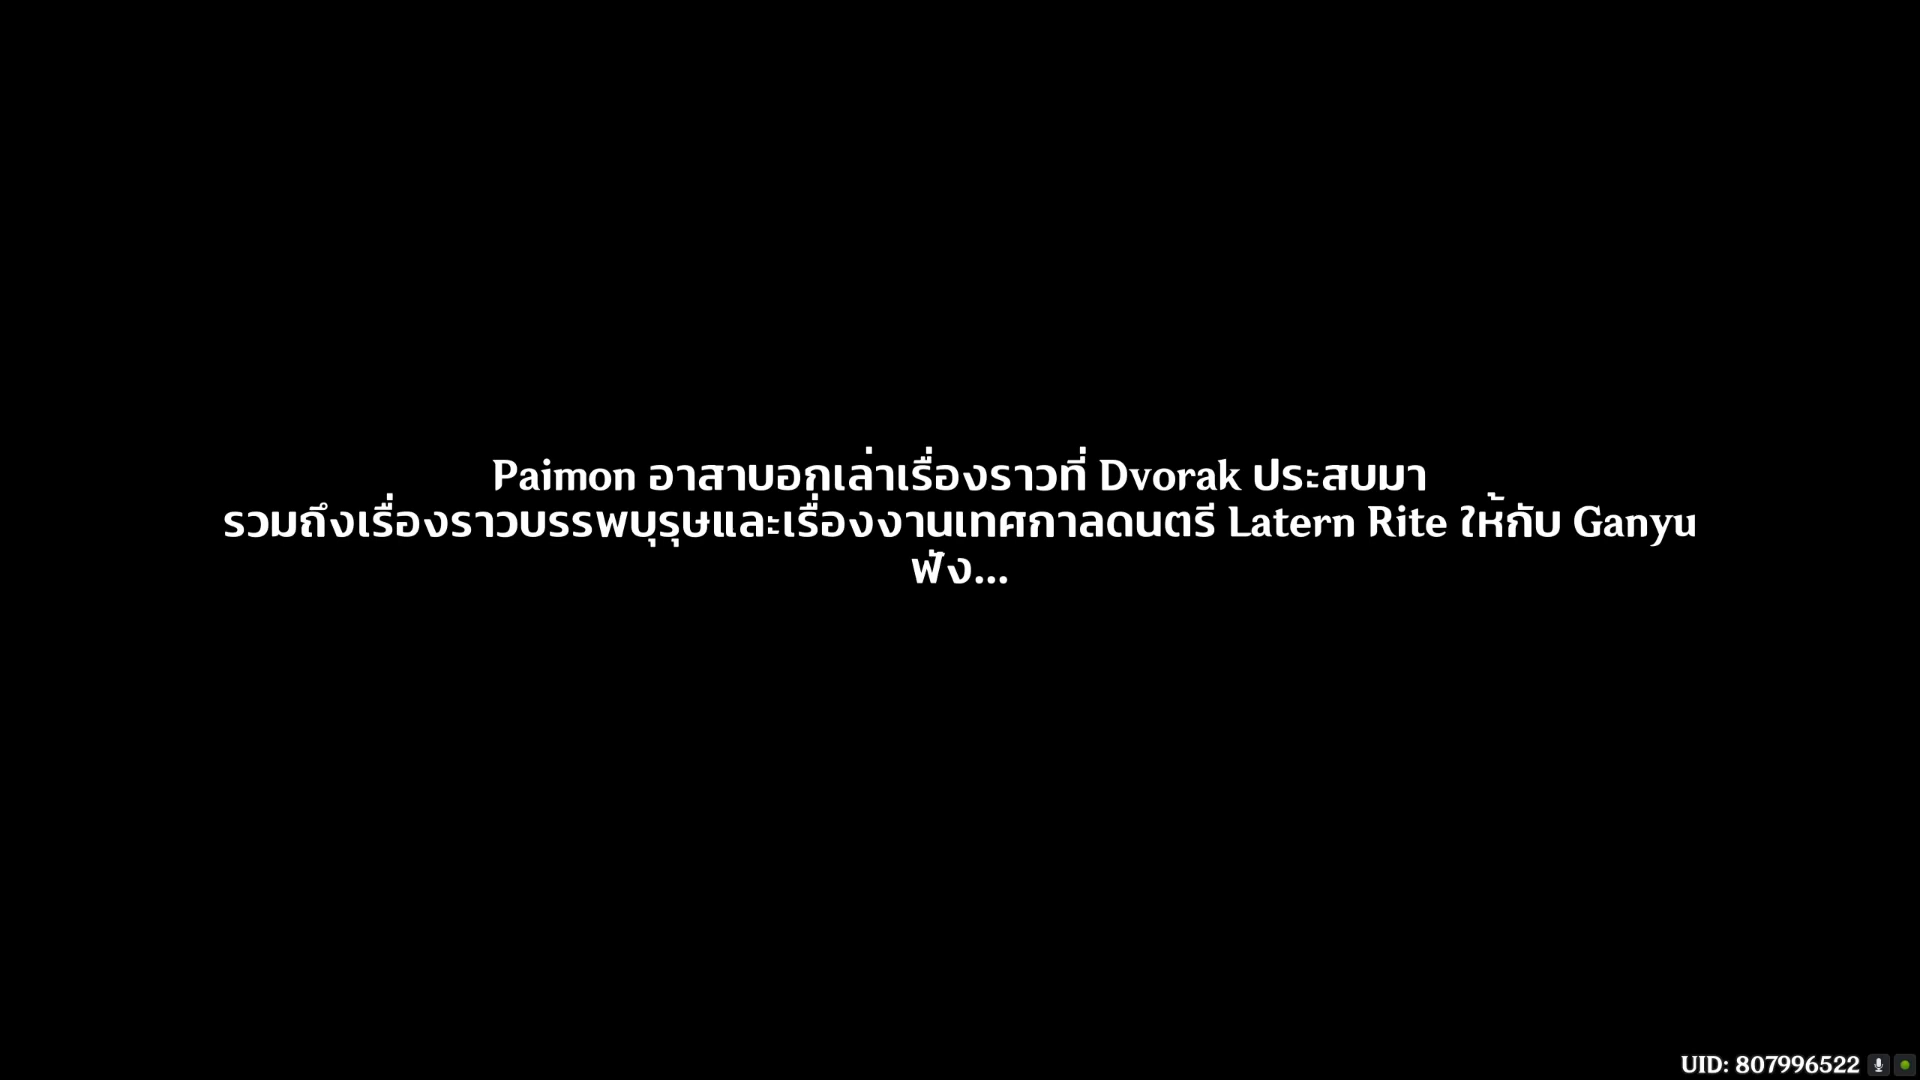 Paimon อาสาบอกเล่าเรื่องราวที่ Dvorak ประสบมา
รวมถึงเรื่องราวบรรพบุรุษและเรื่องงานเทศกาลดนตรี Latern Rite ให้กับ Ganyu
ฟัง...
UID: 807996522